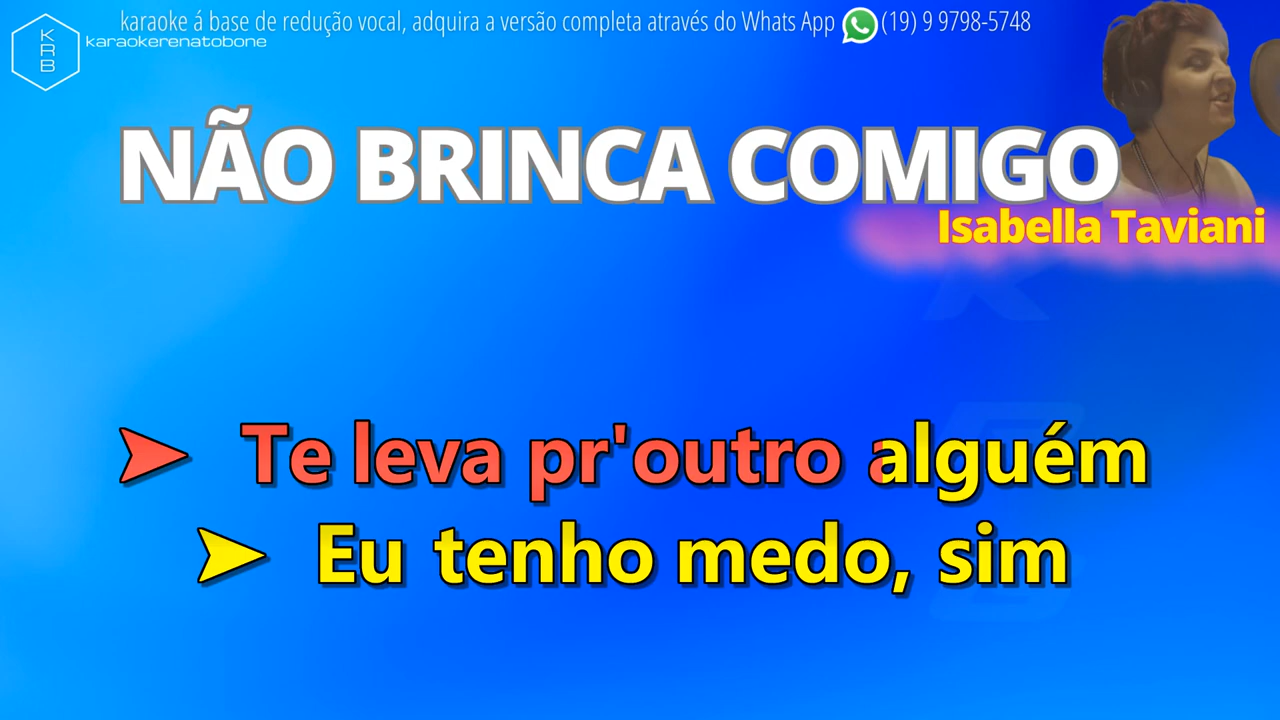 karaoke á base de redução vocal, adquira a versão completa através do Whats App (19) 9 9798-5748
K
R
B
karaokerenatobone
NÃO BRINCA COMIGO
Isabella Taviani
➤ Te leva pr'outro alguém
➤ Eu tenho medo, sim